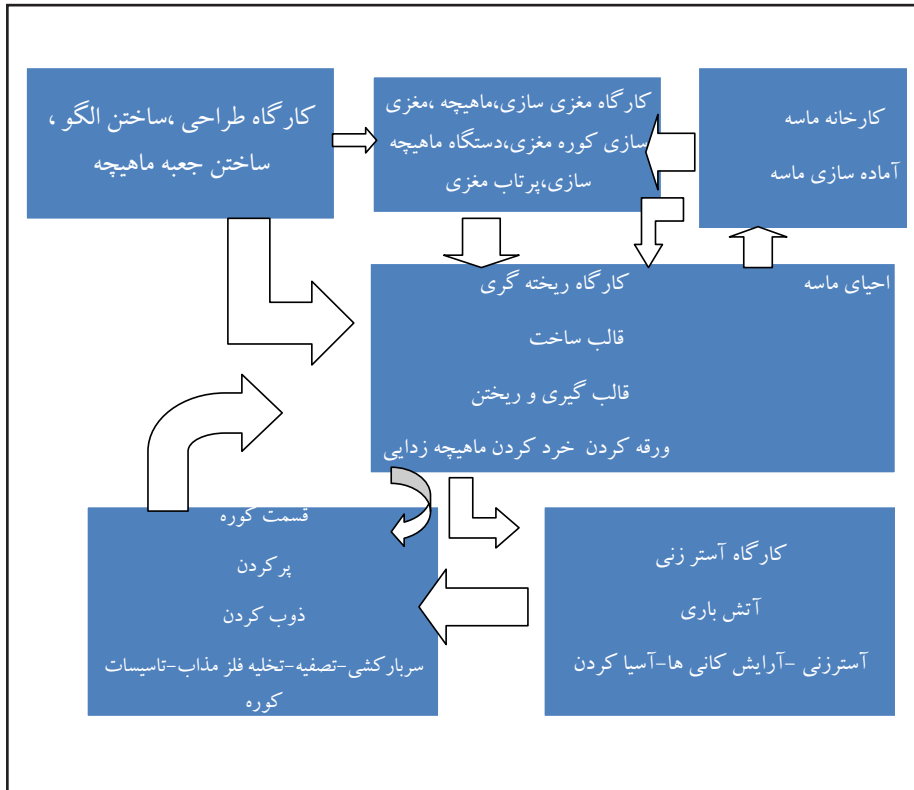 کارگاه طراحی ،ساختن الگو ،
ساختن جعبه ماهیچه
کارگاه مغزی سازی،ماهیچه ،مغزی
سازی کوره مغزی،دستگاه ماهیچه
سازی،پرتاب مغزی
کارخانه ماسه
آماده سازی ماسه
احیای ماسه
کارگاه ریخته گری
قالب ساخت
قالب گیری و ریختن
ورقه کردن خرد کردن ماهیچه زدایی
قسمت کوره
پرکردن
ذوب کردن
سربارکشی-تصفیه-تخلیه فلز مذاب-تاسیسات
کوره
کارگاه آستر زنی
آتش باری
آسترزنی -آرایش کانی ها-آسیا کردن